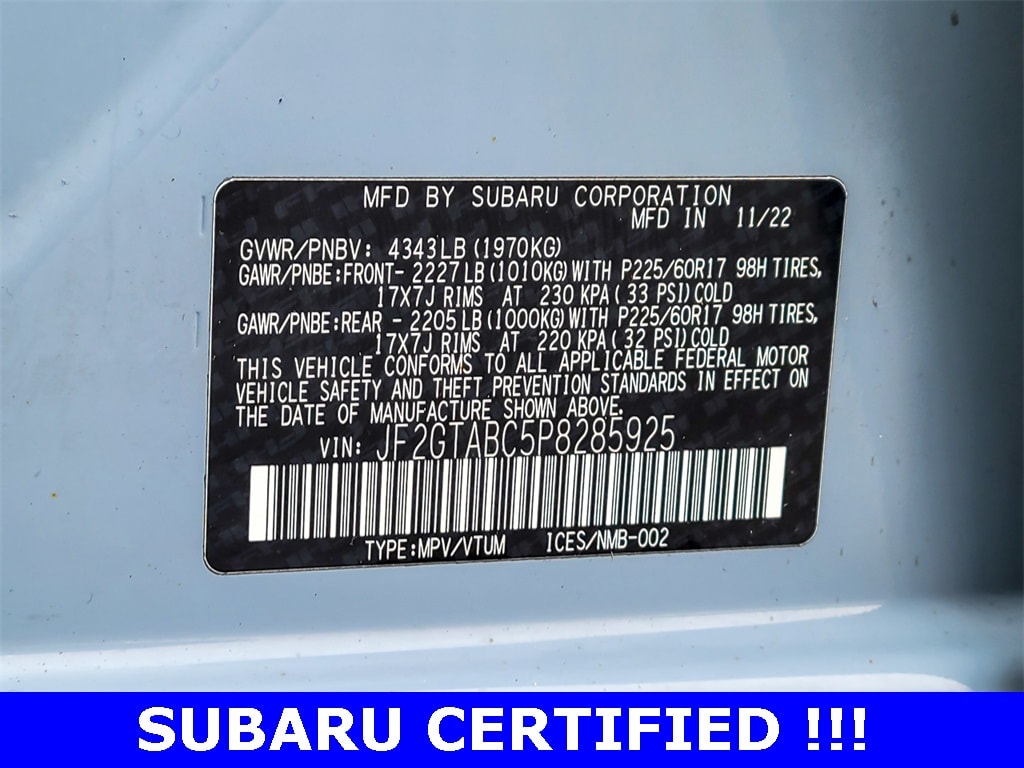 MFD BY SUBARU CORPORATION
MFD IN 11/22
GVWR/PNBV: 4343LB (1970KG)
GAWR/PNBE:FRONT- 2227LB (1010KG) WITH P225/60R17 98H TIRES,
17X7J RIMS AT 230 KPA (33 PSI) COLD
GAWR/PNBE:REAR - 2205LB (1000KG) WITH P225/60R17 98H TIRES,
17X7J RIMS AT 220 KPA (32 PSI) COLD
THIS VEHICLE CONFORMS TO ALL APPLICABLE FEDERAL MOTOR
VEHICLE SAFETY AND THEFT PREVENTION STANDARDS IN EFFECT ON
THE DATE OF MANUFACTURE SHOWN ABOVE.
VIN: JF2GTABC5P8285925
TYPE:MPV/VTUM ICES/NMB-002
SUBARU CERTIFIED !!!